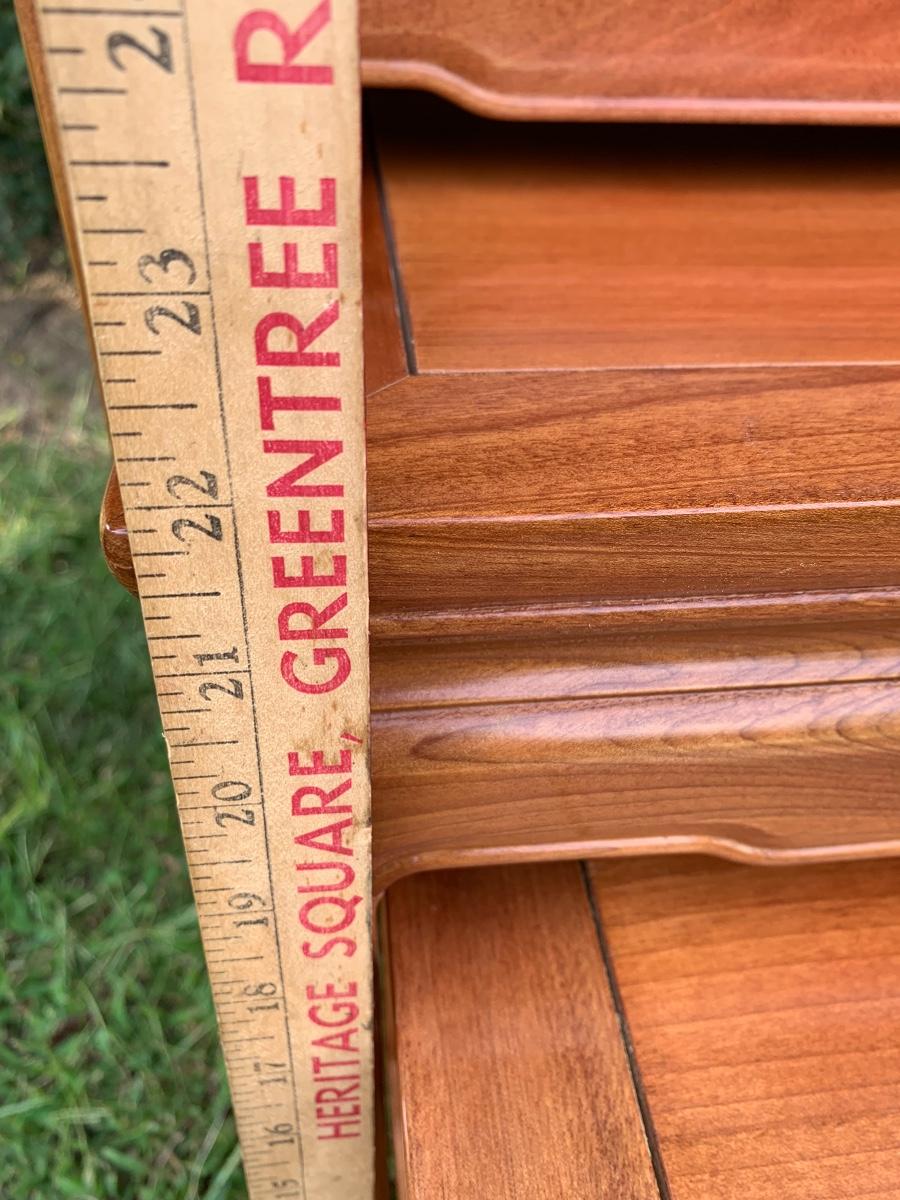 HERITAGE SQUARE, GREENTREE R
15 16 17 18 19 20 21 22 23 2